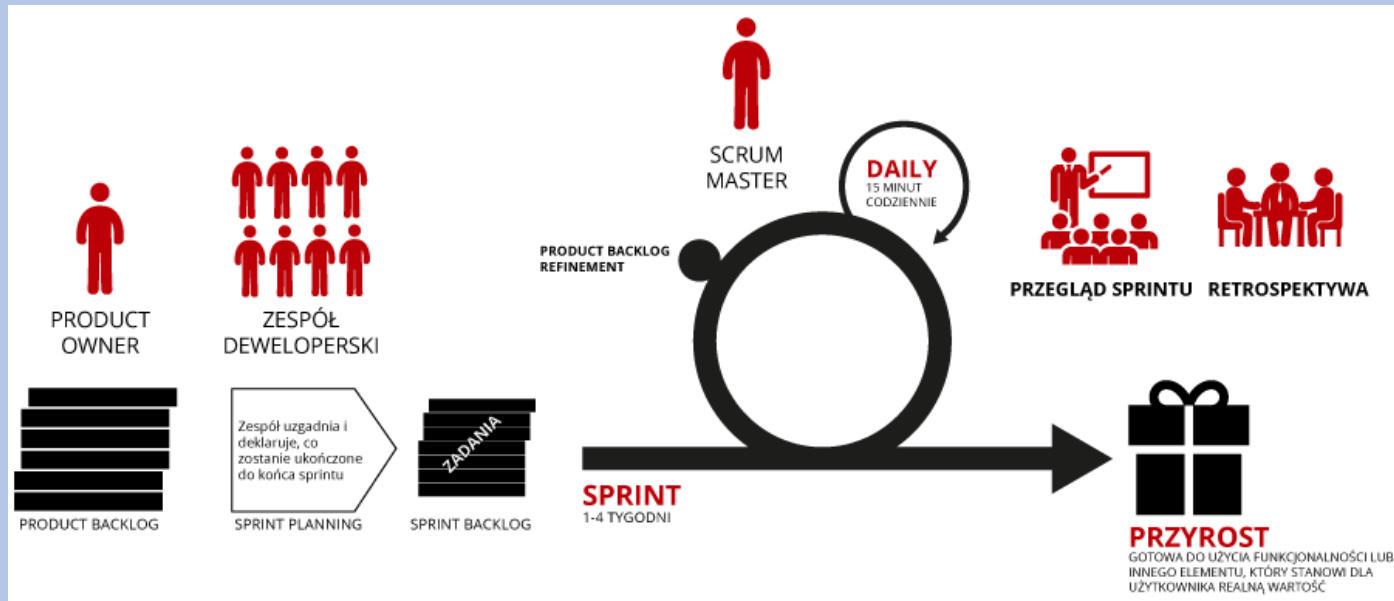 SCRUM
MASTER
DAILY
15 MINUT
CODZIENNIE
PRODUCT BACKLOG
REFINEMENT
PRZEGLĄD SPRINTU
RETROSPEKTYWA
PRODUCT
OWNER
ZESPÓŁ
DEWELOPERSKI
Zespół uzgadnia i
deklaruje, co
zostanie ukończone
do końca sprintu
ZADANIA
PRODUCT BACKLOG
SPRINT PLANNING
SPRINT BACKLOG
SPRINT
1-4 TYGODNI
PRZYROST
GOTOWA DO UŻYCIA FUNKCJONALNOŚCI LUB
INNEGO ELEMENTU, KTÓRY STANOWI DLA
UŻYTKOWNIKA REALNĄ WARTOŚĆ